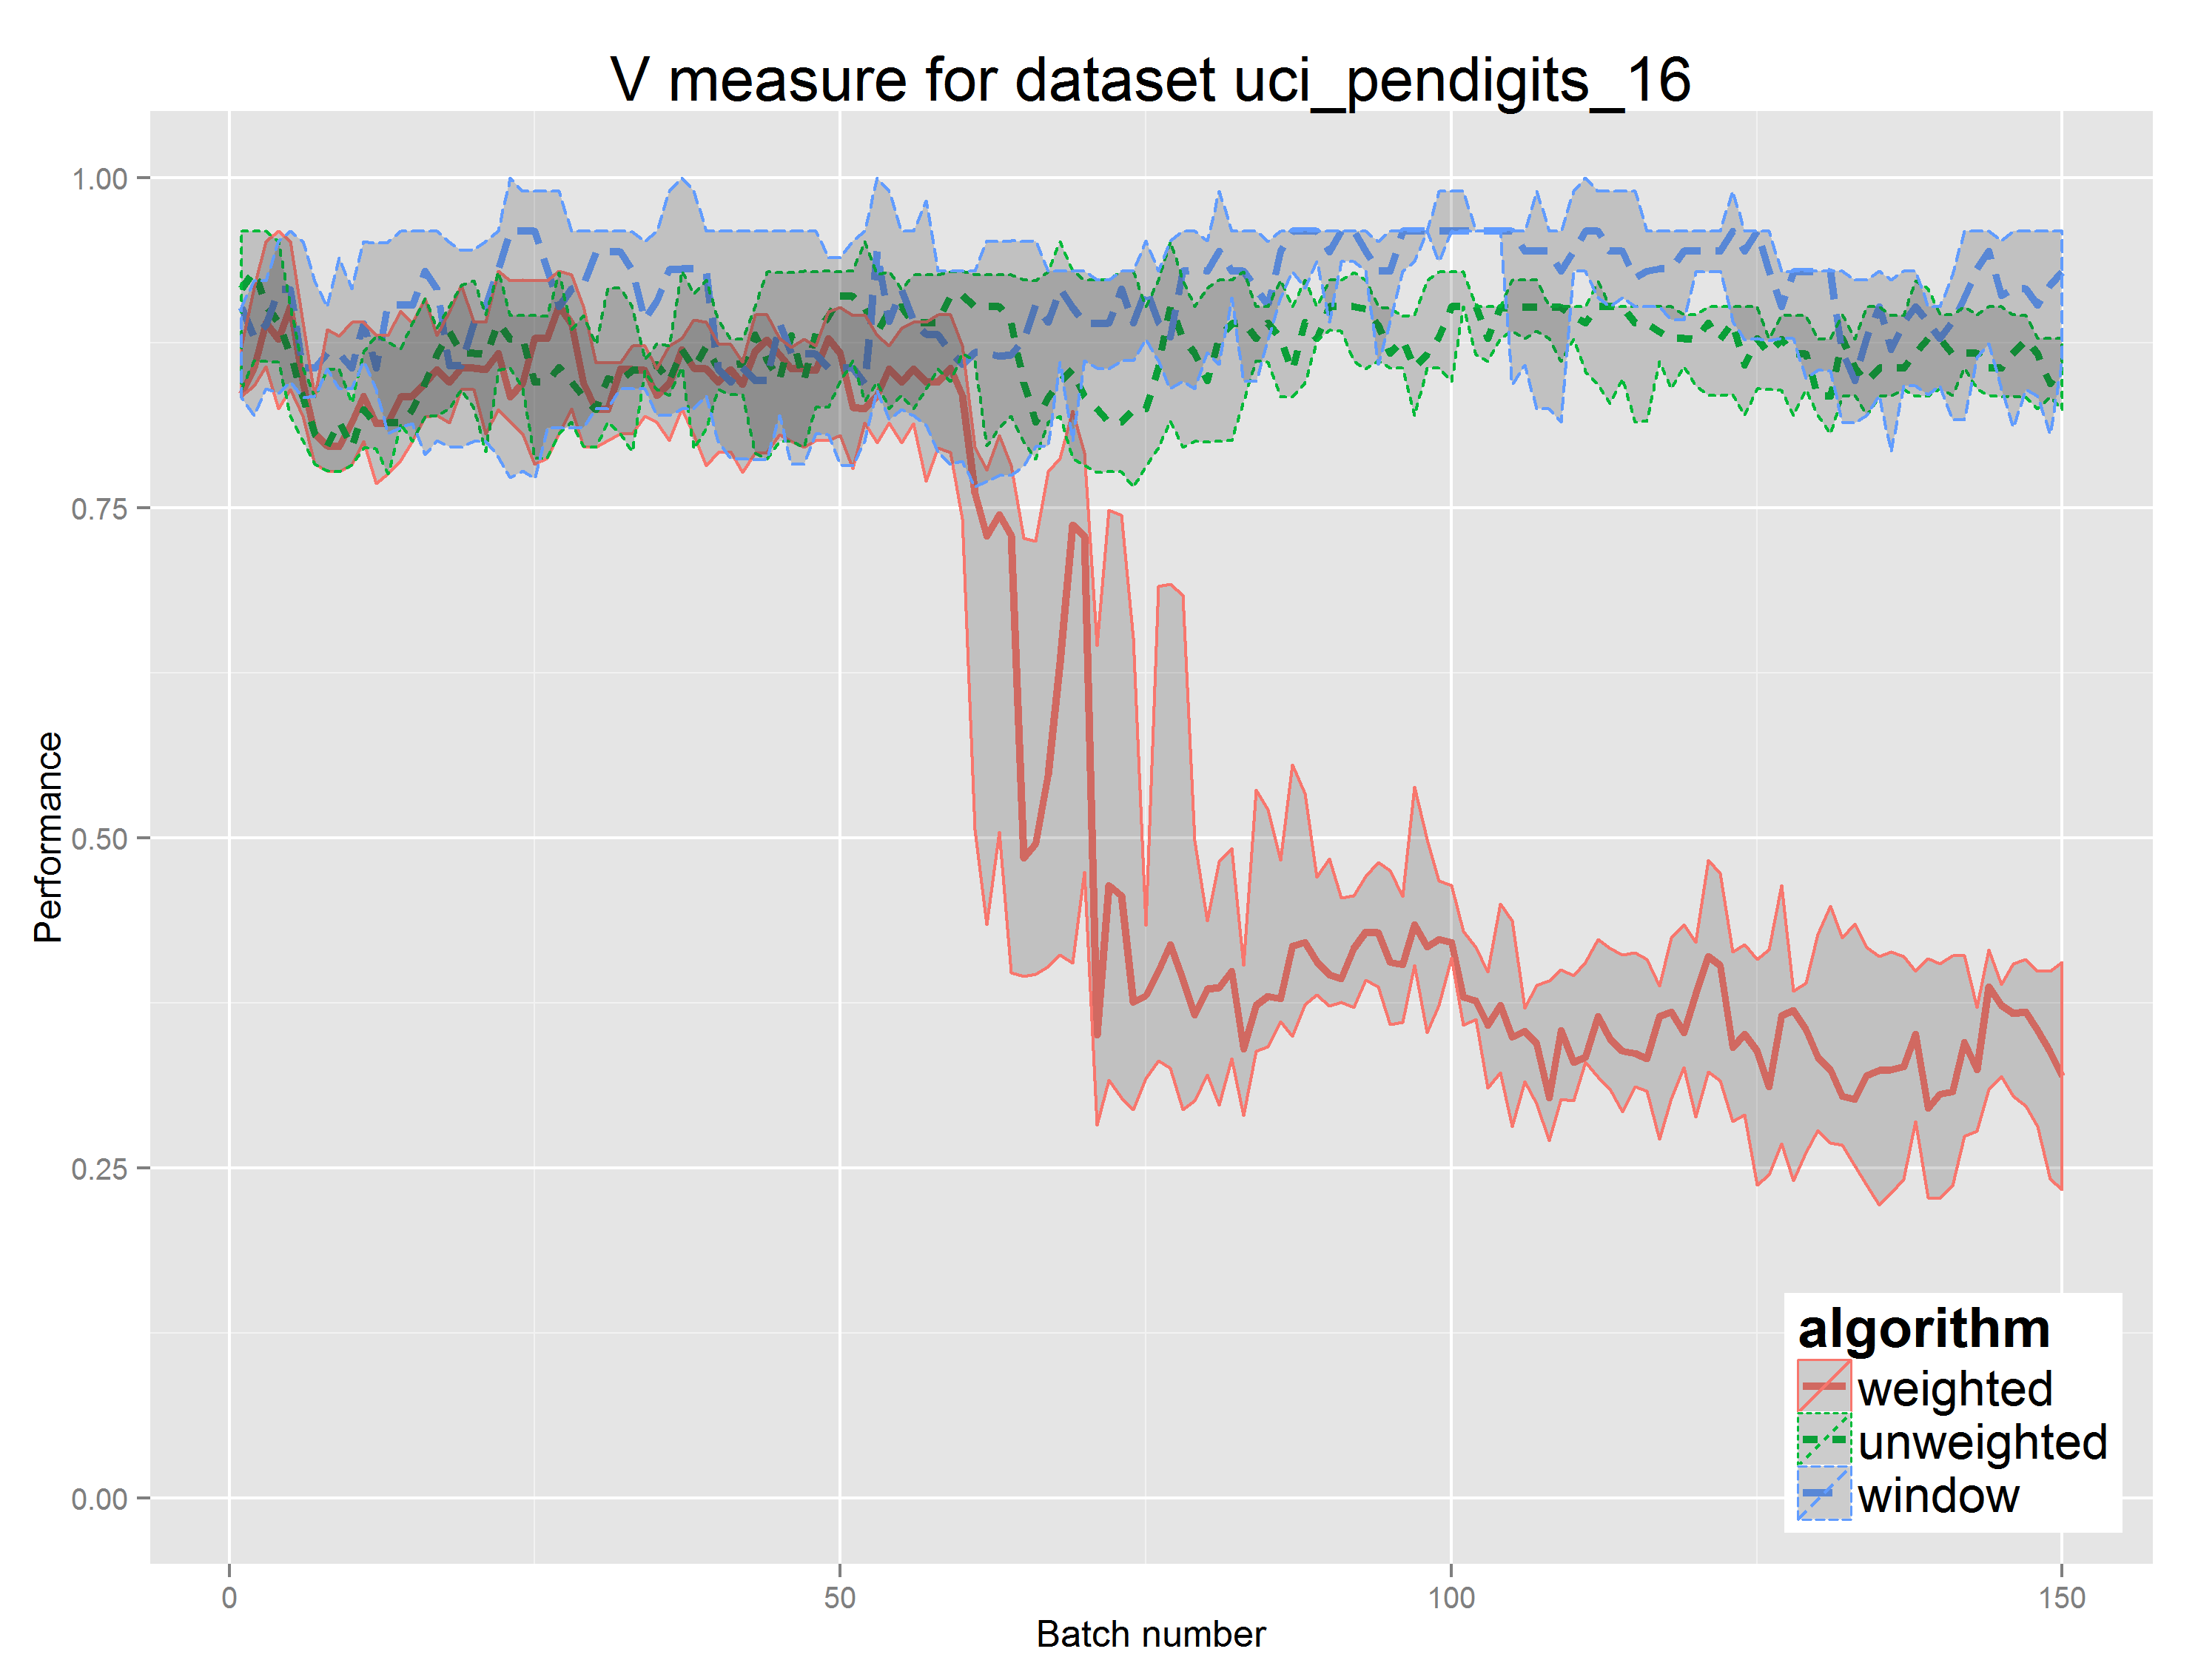 V measure for dataset uci_pendigits_16
1.00
0.75
0.50
0.25
0.00
Performance
0
50
100
150
Batch number
algorithm
weighted
unweighted
window